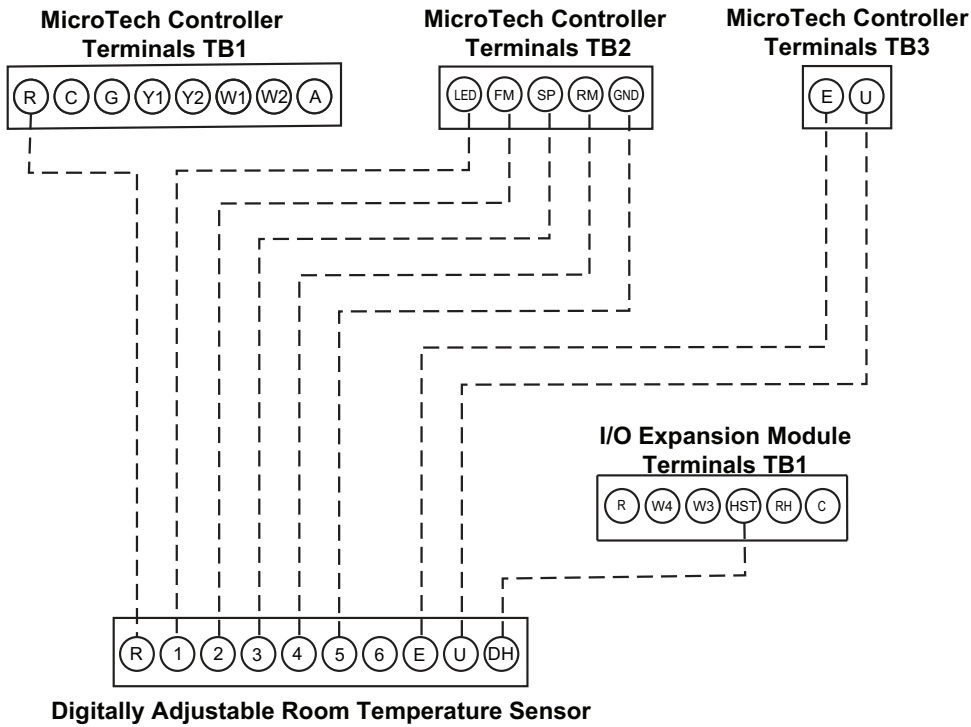 MicroTech Controller
Terminals TB1
R C G Y1 Y2 W1 W2 A
MicroTech Controller
Terminals TB2
LED FM SP RM GND
MicroTech Controller
Terminals TB3
E U
I/O Expansion Module
Terminals TB1
R W4 W3 HST RH C
R 1 2 3 4 5 6 E U DH
Digitally Adjustable Room Temperature Sensor